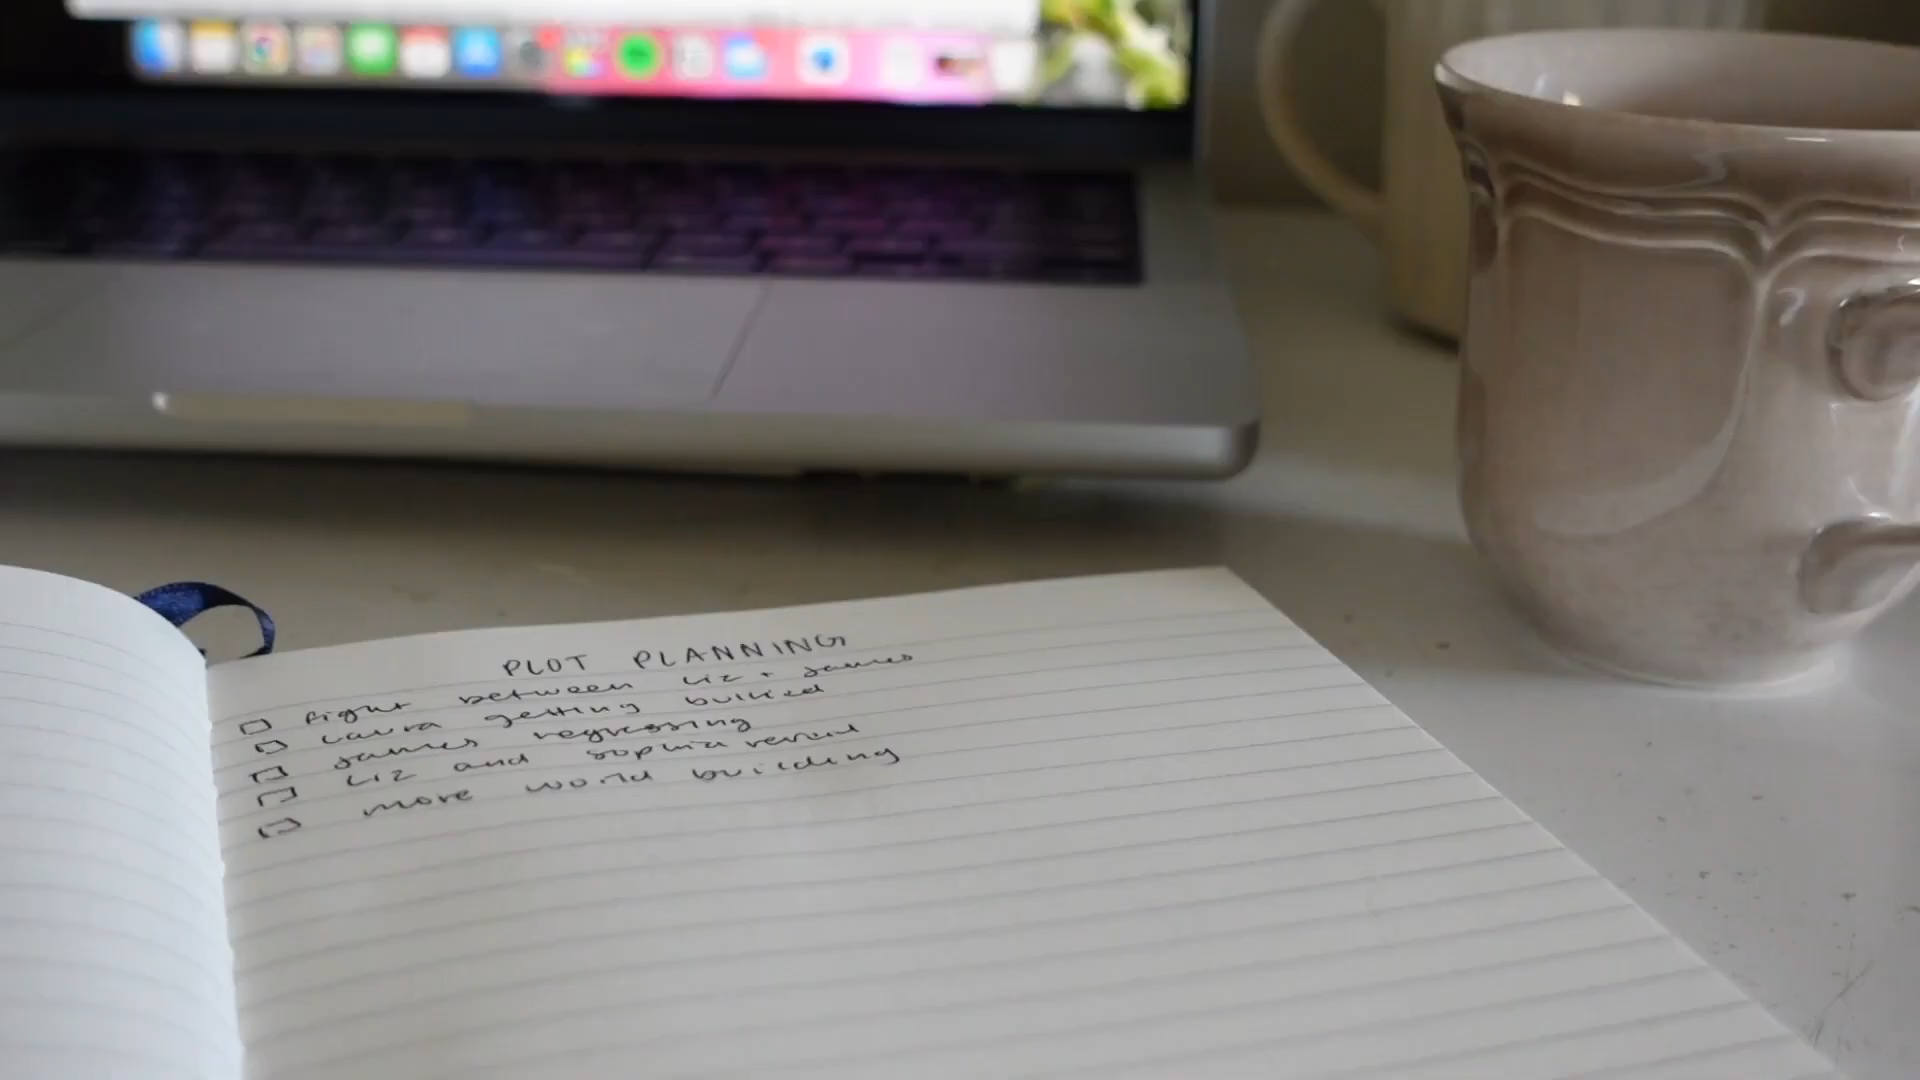 PLOT PLANNING
fight between Liz + James
Laura getting bullied
James regressing
Liz and Sophia reveal
more world building